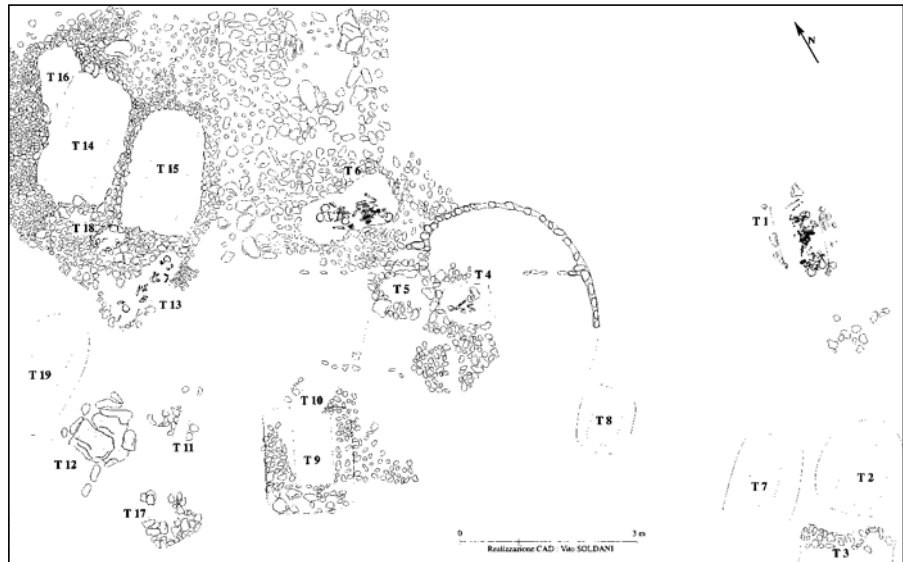 N
T 16
T 14
T 15
T 6
T 18
T 1
T 4
T 5
T 13
T 19
T 10
T 8
T 11
T 12
T 9
T 7
T 2
T 17
0 3 m
Realizzazione CAD : Vito SOLDANI
T 3